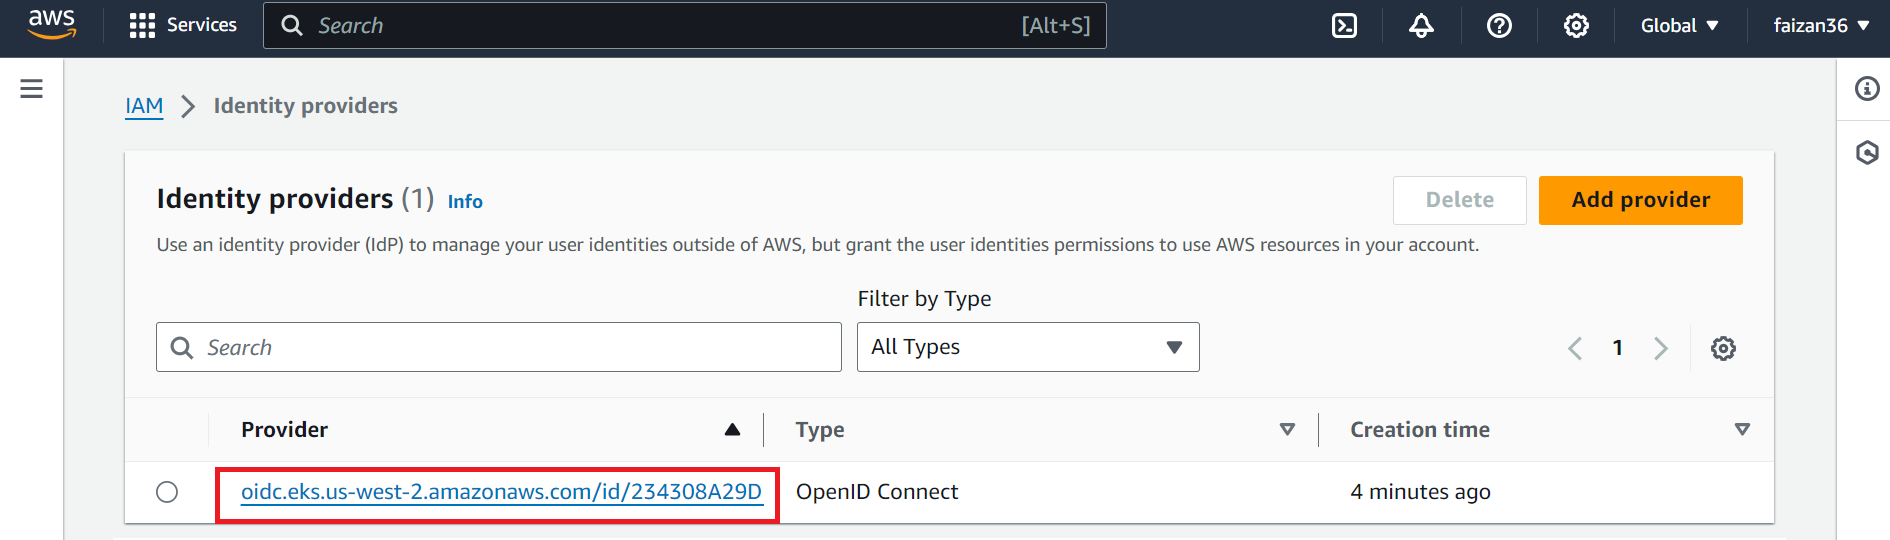 aws Services Search [Alt+S] Global faizan36
IAM Identity providers
Identity providers (1) Info Delete Add provider
Use an identity provider (IdP) to manage your user identities outside of AWS, but grant the user identities permissions to use AWS resources in your account.
Filter by Type
Search All Types 1
Provider Type Creation time
oidc.eks.us-west-2.amazonaws.com/id/234308A29D OpenID Connect 4 minutes ago